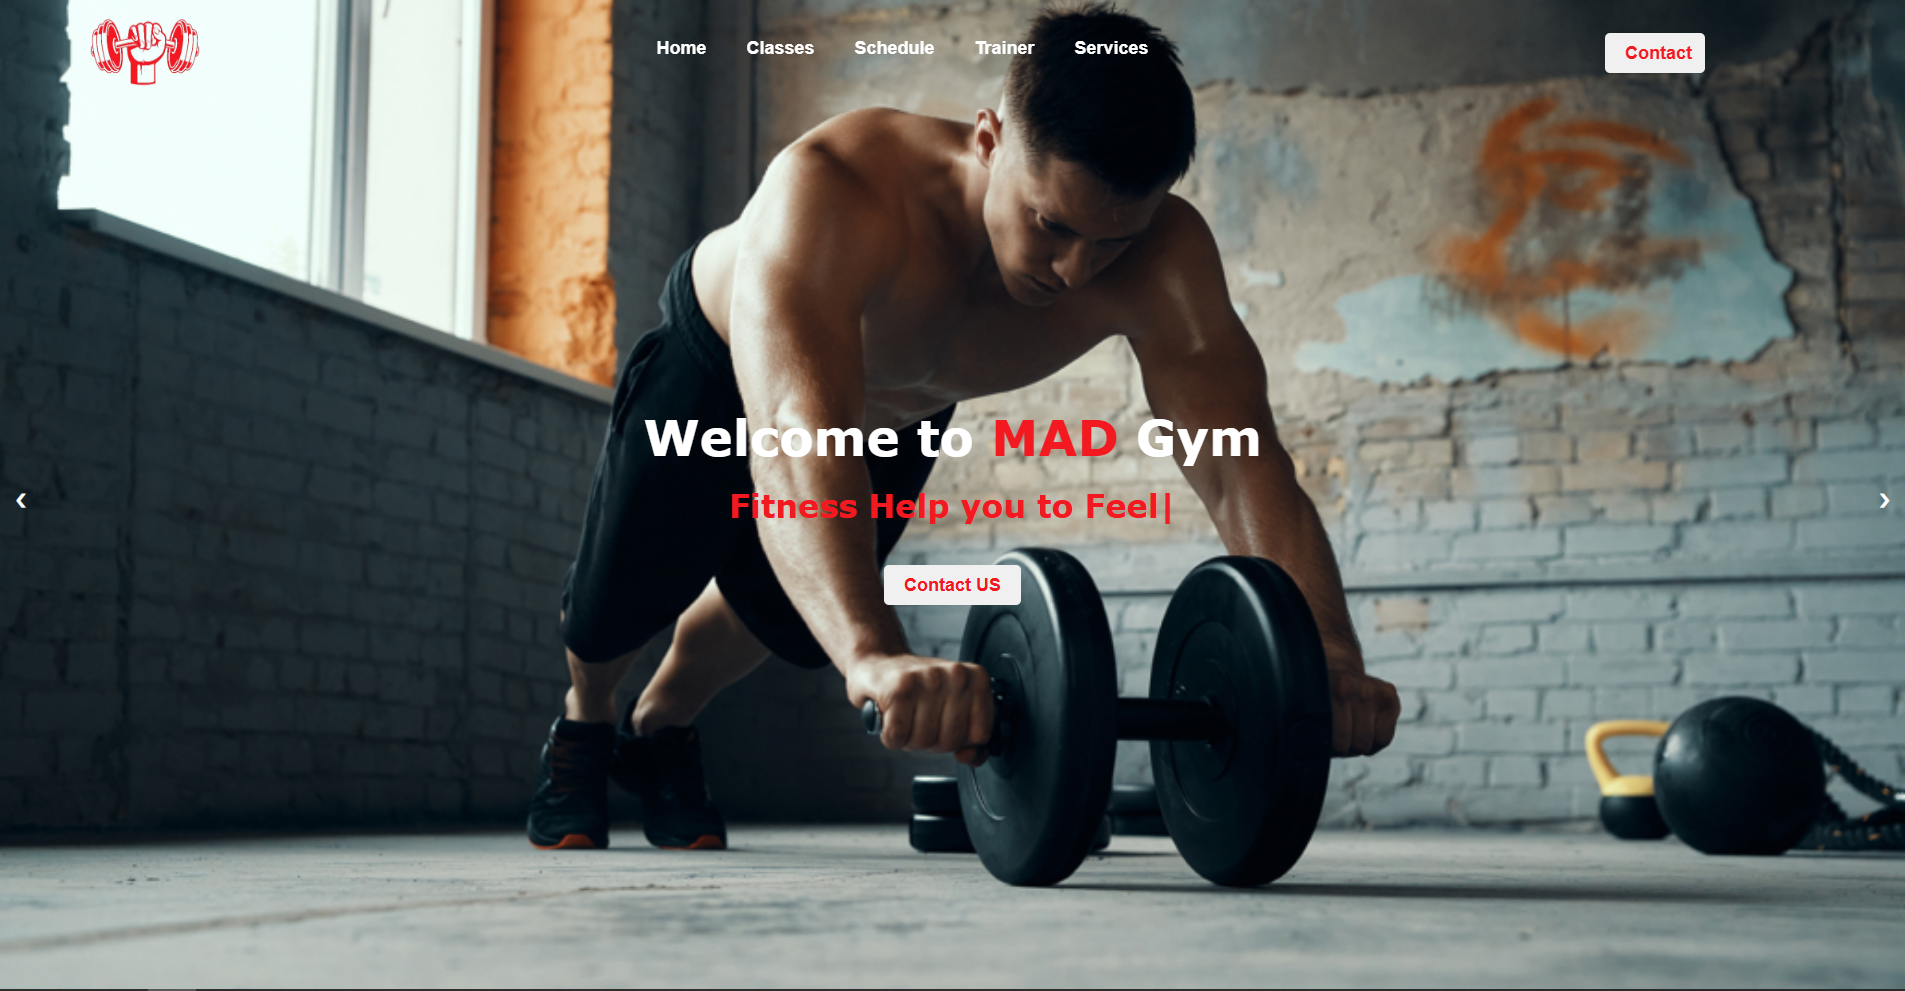 Home Classes Schedule Trainer Services Contact
Welcome to MAD Gym
Fitness Help you to Feel|
Contact US